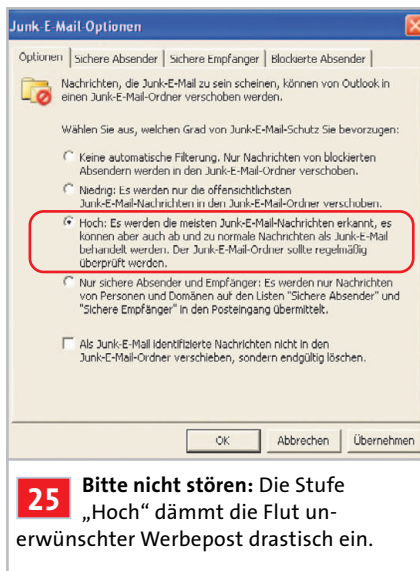 Junk-E-Mail-Optionen
Optionen Sichere Absender Sichere Empfänger Blockierte Absender
Nachrichten, die Junk-E-Mail zu sein scheinen, können von Outlook in
einen Junk-E-Mail-Ordner verschoben werden.
Wählen Sie aus, welchen Grad von Junk-E-Mail-Schutz Sie bevorzugen:
Keine automatische Filterung. Nur Nachrichten von blockierten
Absendern werden in den Junk-E-Mail-Ordner verschoben.
Niedrig: Es werden nur die offensichtlichsten
Junk-E-Mail-Nachrichten in den Junk-E-Mail-Ordner verschoben.
Hoch: Es werden die meisten Junk-E-Mail-Nachrichten erkannt, es
können aber auch ab und zu normale Nachrichten als Junk-E-Mail
behandelt werden. Der Junk-E-Mail-Ordner sollte regelmäßig
überprüft werden.
Nur sichere Absender und Empfänger: Es werden nur Nachrichten
von Personen und Domänen auf den Listen "Sichere Absender" und
"Sichere Empfänger" in den Posteingang übermittelt.
Als Junk-E-Mail identifizierte Nachrichten nicht in den
Junk-E-Mail-Ordner verschieben, sondern endgültig löschen.
OK Abbrechen Übernehmen
25 Bitte nicht stören: Die Stufe
„Hoch“ dämmt die Flut un-
erwünschter Werbepost drastisch ein.